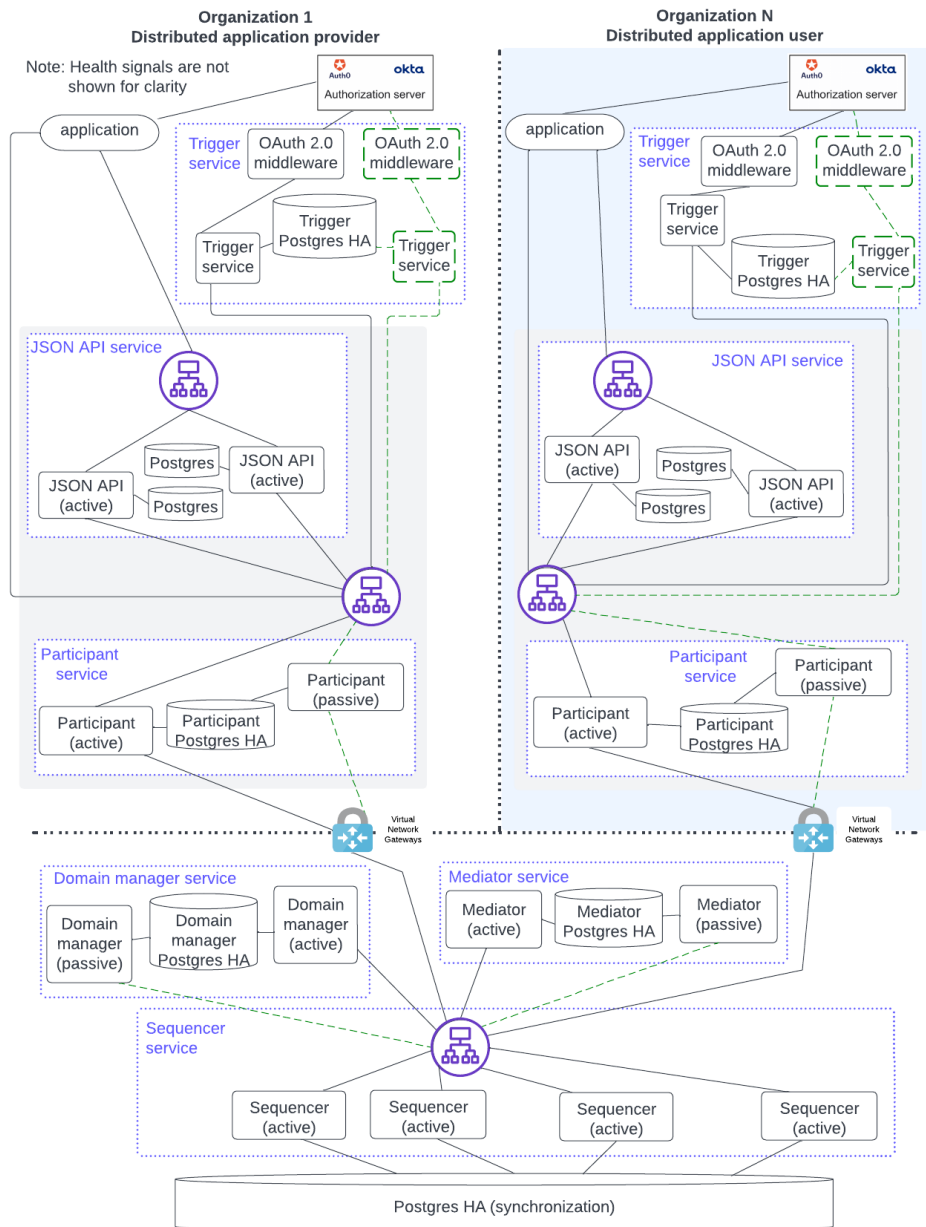 Organization 1
Distributed application provider
Organization N
Distributed application user
Note: Health signals are not
shown for clarity
Auth0
okta
Authorization server
application
Trigger
service
OAuth 2.0
middleware
OAuth 2.0
middleware
Trigger
Postgres HA
Trigger
service
Trigger
service
JSON API service
Postgres
JSON API
(active)
JSON API
(active)
Postgres
Participant
service
Participant
(passive)
Participant
(active)
Participant
Postgres HA
Virtual
Network
Gateways
Auth0
okta
Authorization server
application
Trigger
service
OAuth 2.0
middleware
OAuth 2.0
middleware
Trigger
service
Trigger
Postgres HA
Trigger
service
JSON API service
JSON API
(active)
Postgres
JSON API
(active)
Postgres
Participant
service
Participant
(passive)
Participant
(active)
Participant
Postgres HA
Virtual
Network
Gateways
Domain manager service
Domain
manager
(passive)
Domain
manager
Postgres HA
Domain
manager
(active)
Mediator service
Mediator
(active)
Mediator
Postgres HA
Mediator
(passive)
Sequencer
service
Sequencer
(active)
Sequencer
(active)
Sequencer
(active)
Sequencer
(active)
Postgres HA (synchronization)